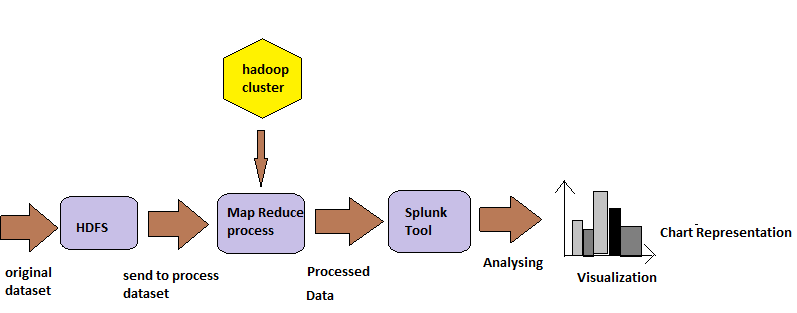 hadoop
cluster
HDFS
Map Reduce
process
Splunk
Tool
Chart Representation
original
dataset
send to process
dataset
Processed
Data
Analysing
Visualization